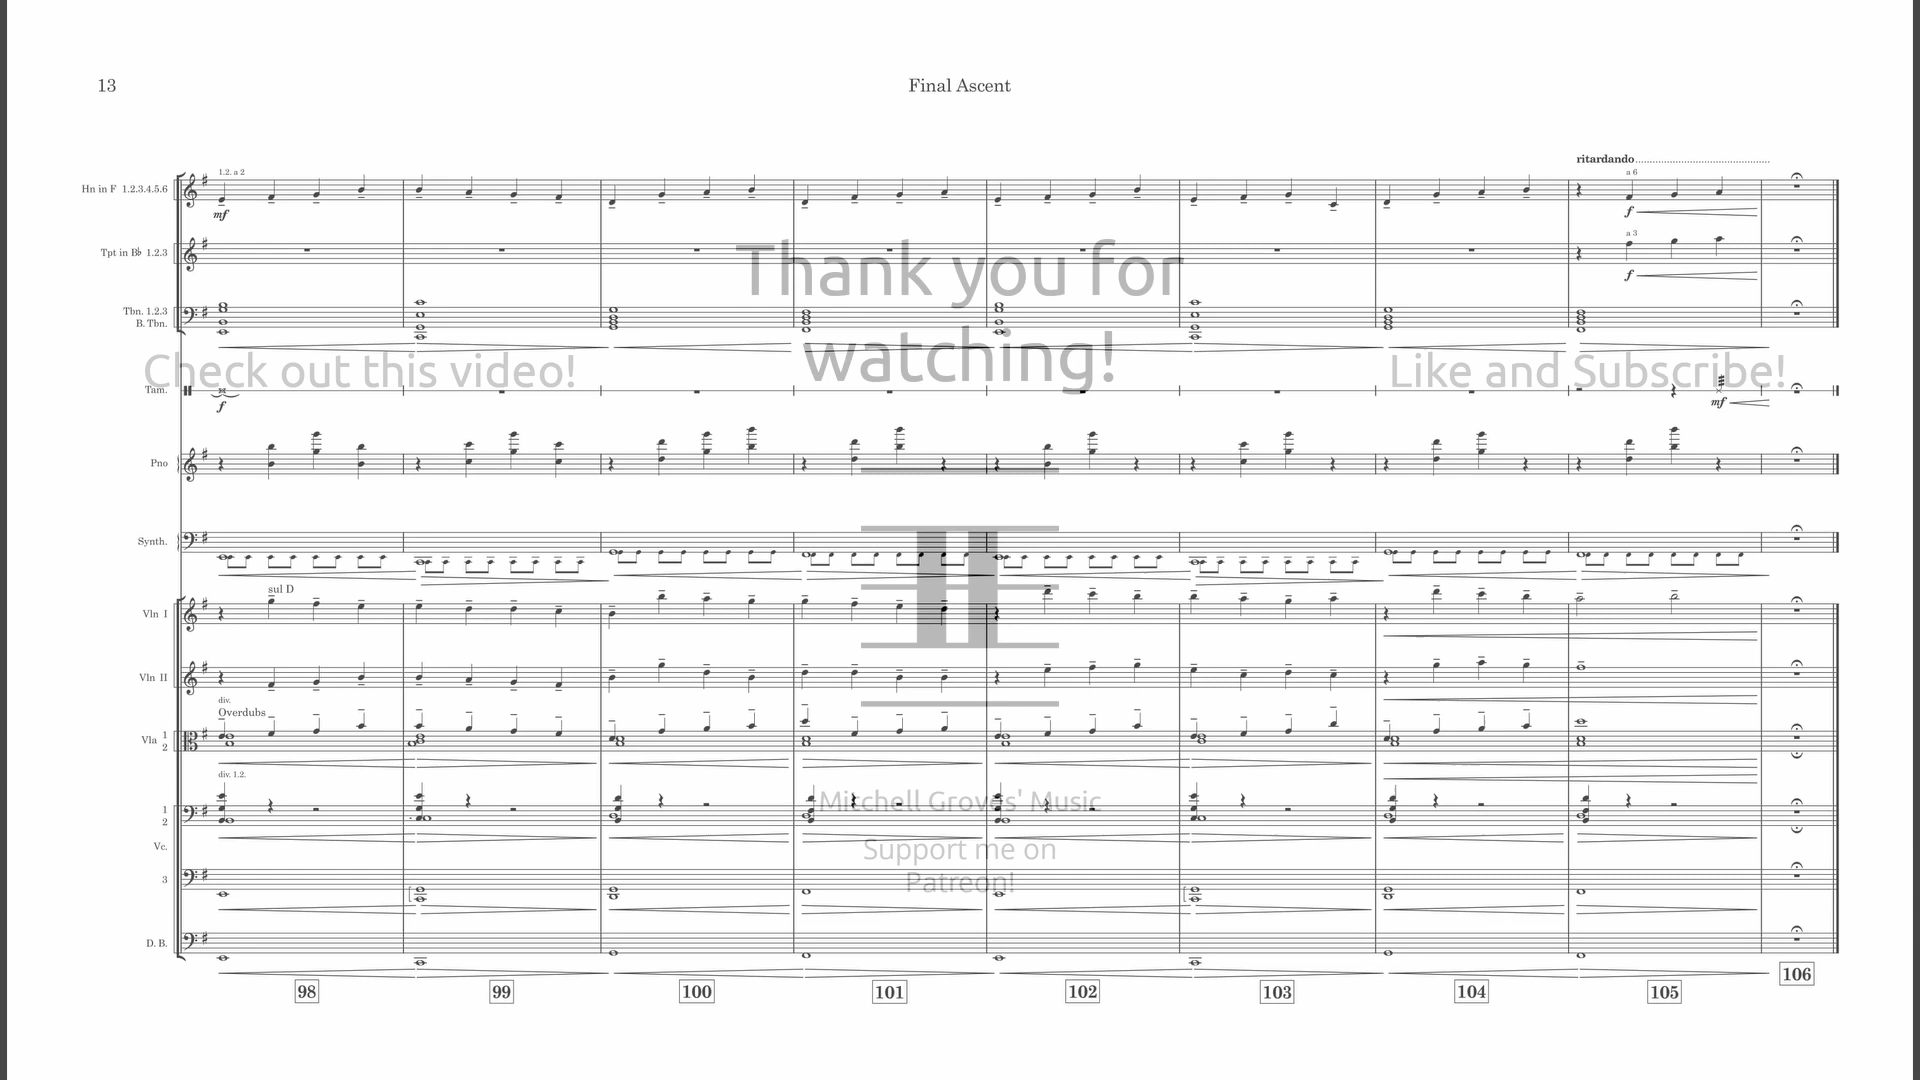 13
Final Ascent
ritardando
Hn in F 1.2.3.4.5.6
1.2. a 2
a 6
mf
f
Tpt in B♭ 1.2.3
a 3
f
Thank you for
watching!
Tbn. 1.2.3
B. Tbn.
Check out this video!
Like and Subscribe!
Tam.
f
mf
Pno
Synth.
sul D
Vln I
Vln II
div.
Overdubs
Vla 1
2
div. 1.2.
1
2
Mitchell Groves' Music
Support me on
Patreon!
Vc.
3
D. B.
98 99 100 101 102 103 104 105 106